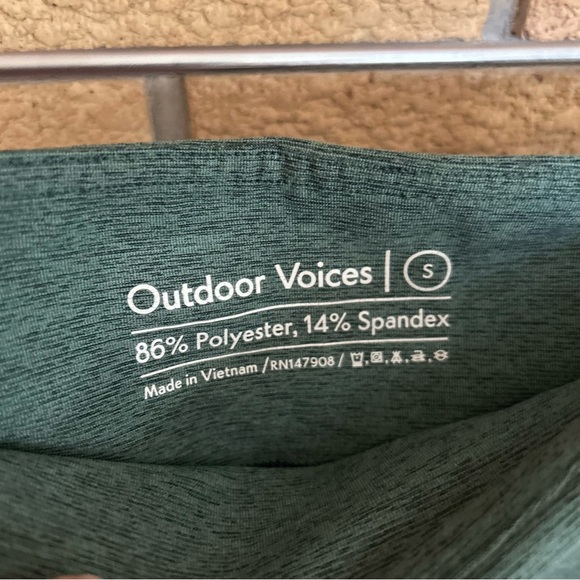 Outdoor Voices | S
86% Polyester, 14% Spandex
Made in Vietnam / RN147908 /